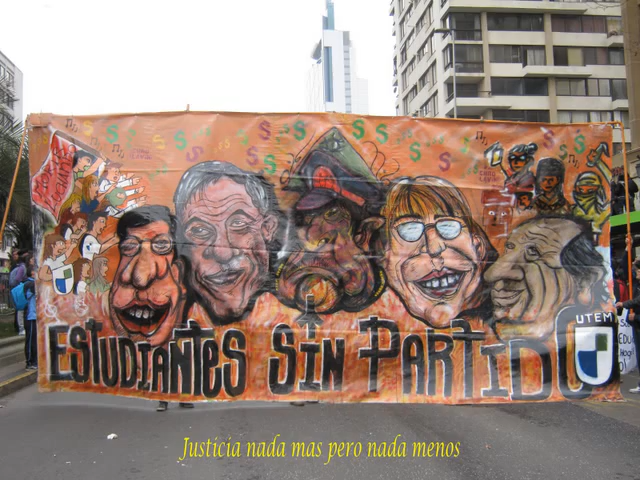 ESTUDIANTES SIN PARTIDO
UTEM
Justicia nada mas pero nada menos